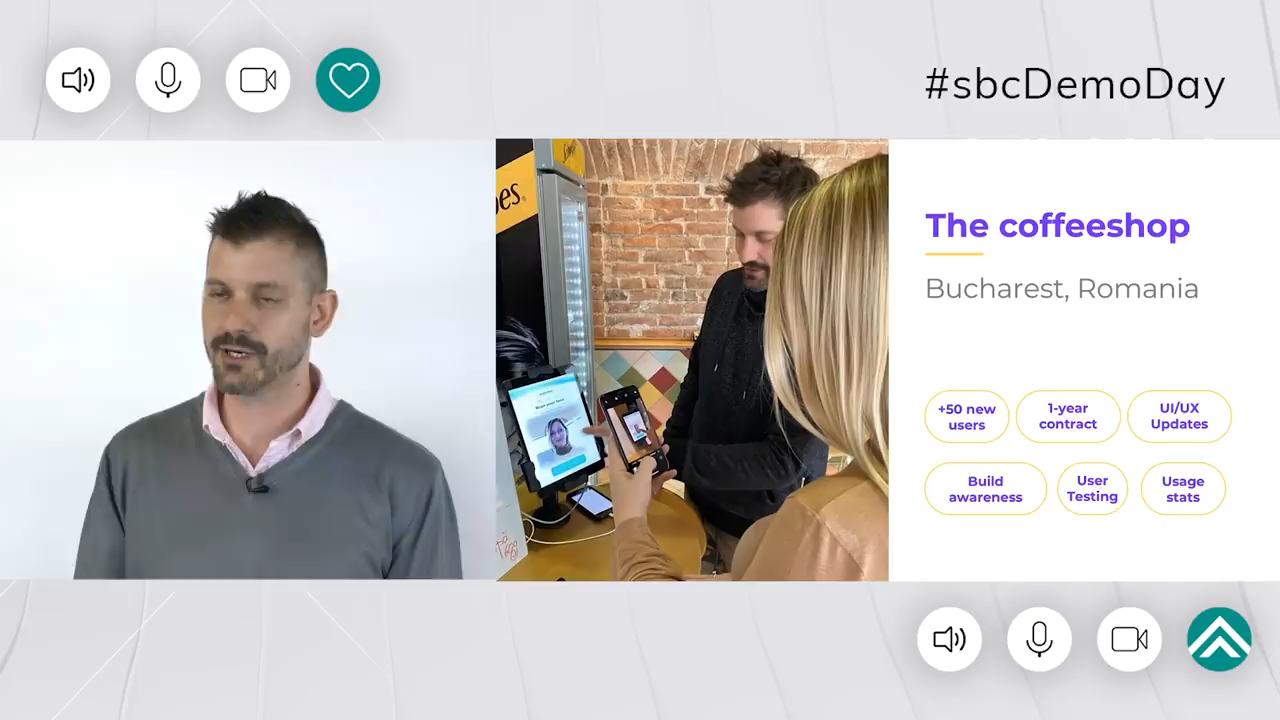 #sbcDemoDay
The coffeeshop
Bucharest, Romania
+50 new
users
1-year
contract
UI/UX
Updates
Build
awareness
User
Testing
Usage
stats